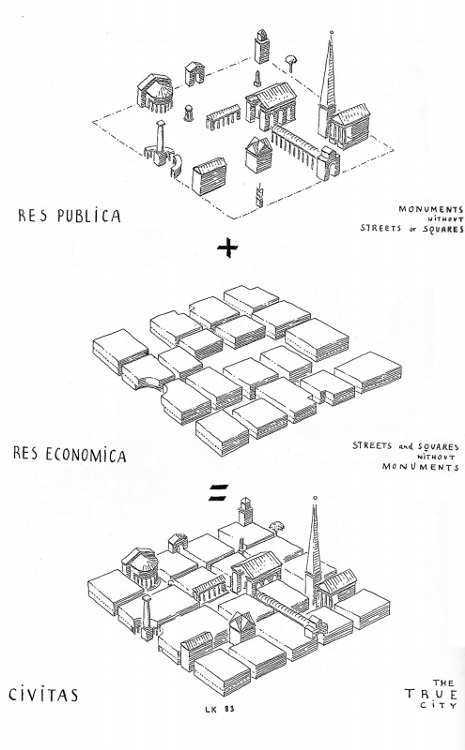 RES PUBLICA
MONUMENTS
WITHOUT
STREETS or SQUARES
+
RES ECONOMICA
STREETS and SQUARES
WITHOUT
MONUMENTS
=
CIVITAS
THE
TRUE
CITY
LK 83